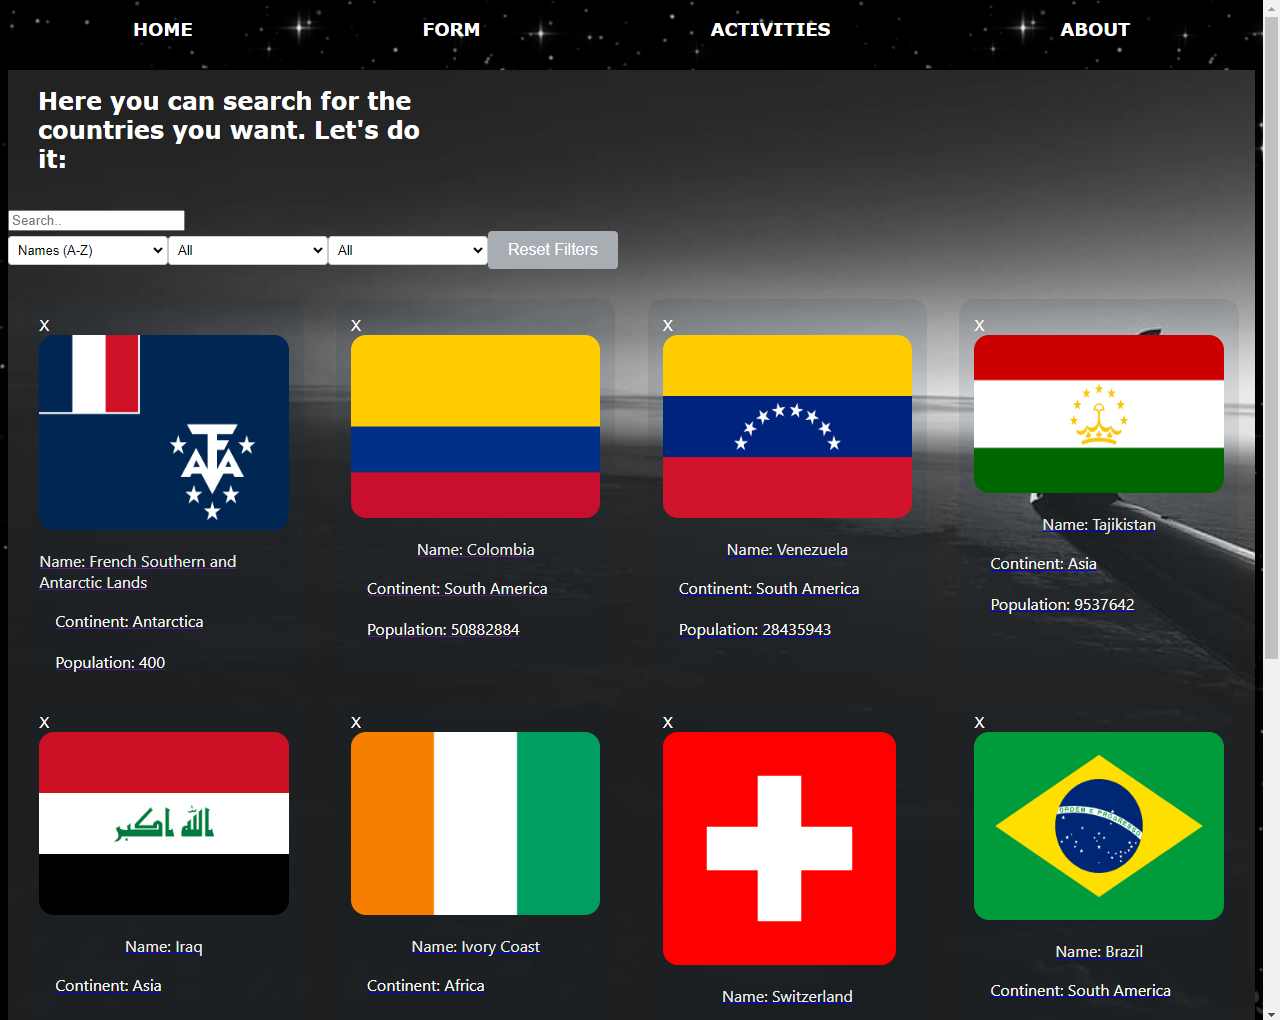 HOME FORM ACTIVITIES ABOUT
Here you can search for the
countries you want. Let's do
it:
Search..
Names (A-Z) All All Reset Filters
X X X X
Name: French Southern and
Antarctic Lands
Continent: Antarctica
Population: 400
Name: Colombia
Continent: South America
Population: 50882884
Name: Venezuela
Continent: South America
Population: 28435943
Name: Tajikistan
Continent: Asia
Population: 9537642
X X X X
الله اكبر
ORDEM E PROGRESSO
Name: Iraq
Continent: Asia
Name: Ivory Coast
Continent: Africa
Name: Switzerland
Name: Brazil
Continent: South America